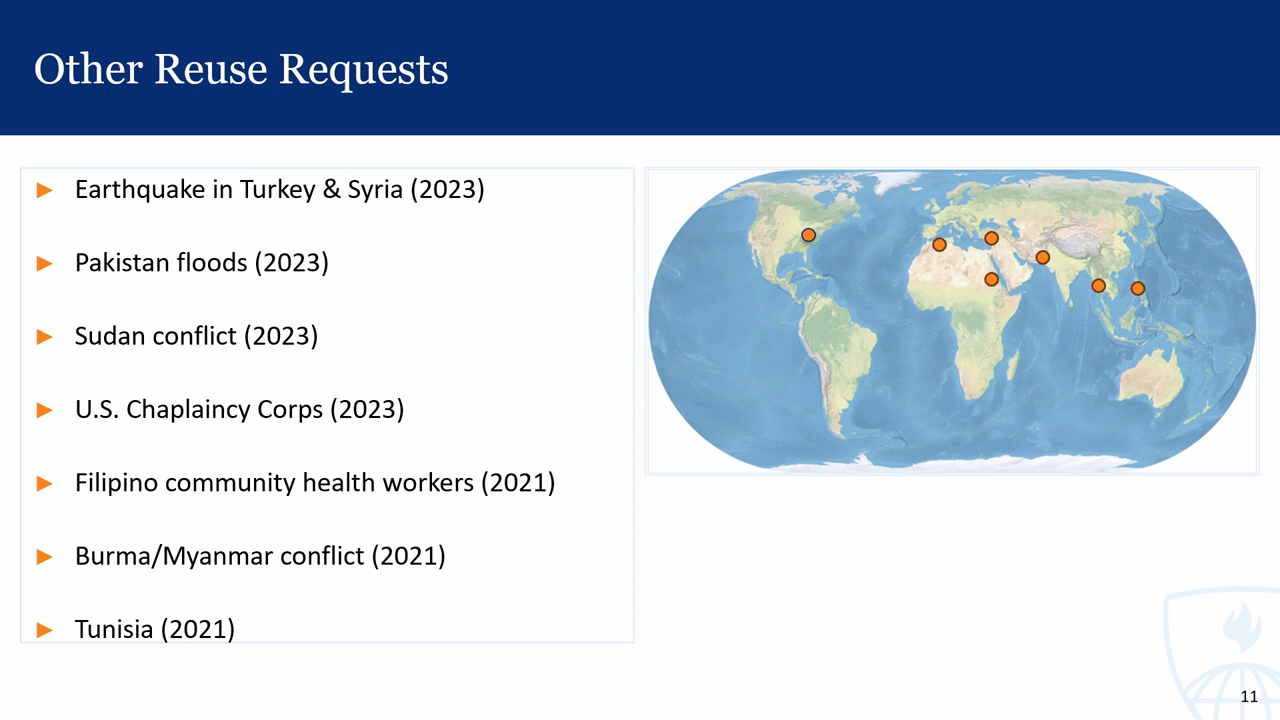 Other Reuse Requests
► Earthquake in Turkey & Syria (2023)
► Pakistan floods (2023)
► Sudan conflict (2023)
► U.S. Chaplaincy Corps (2023)
► Filipino community health workers (2021)
► Burma/Myanmar conflict (2021)
► Tunisia (2021)
11